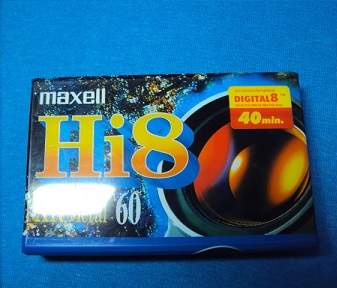 maxell
DIGITAL8
40min.
Hi8
60